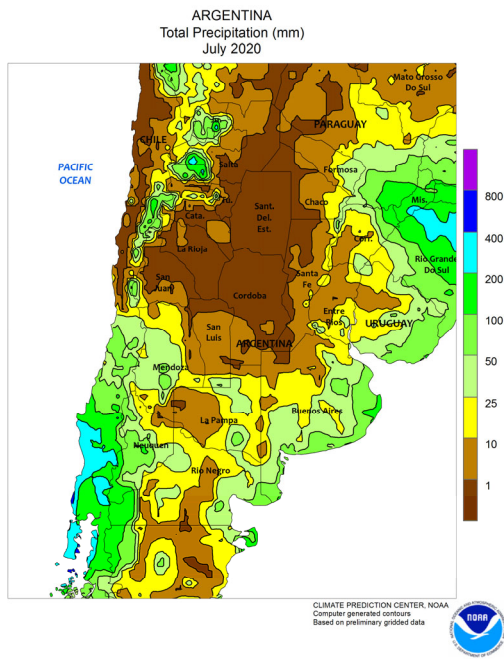 ARGENTINA
Total Precipitation (mm)
July 2020
Mato Grosso
Do Sul
CHILE
PARAGUAY
PACIFIC
OCEAN
Salta
Formosa
Chaco
Mis.
Cata.
Sant.
Del.
Est.
Corr.
La Rioja
Rio Grande
Do Sul
San
Juan
Santa
Fe
Cordoba
Entre
Rios
URUGUAY
San
Luis
ARGENTINA
Mendoza
La Pampa
Buenos Aires
Neuquen
Rio Negro
800
400
200
100
50
25
10
1
CLIMATE PREDICTION CENTER, NOAA
Computer generated contours
Based on preliminary gridded data
NOAA